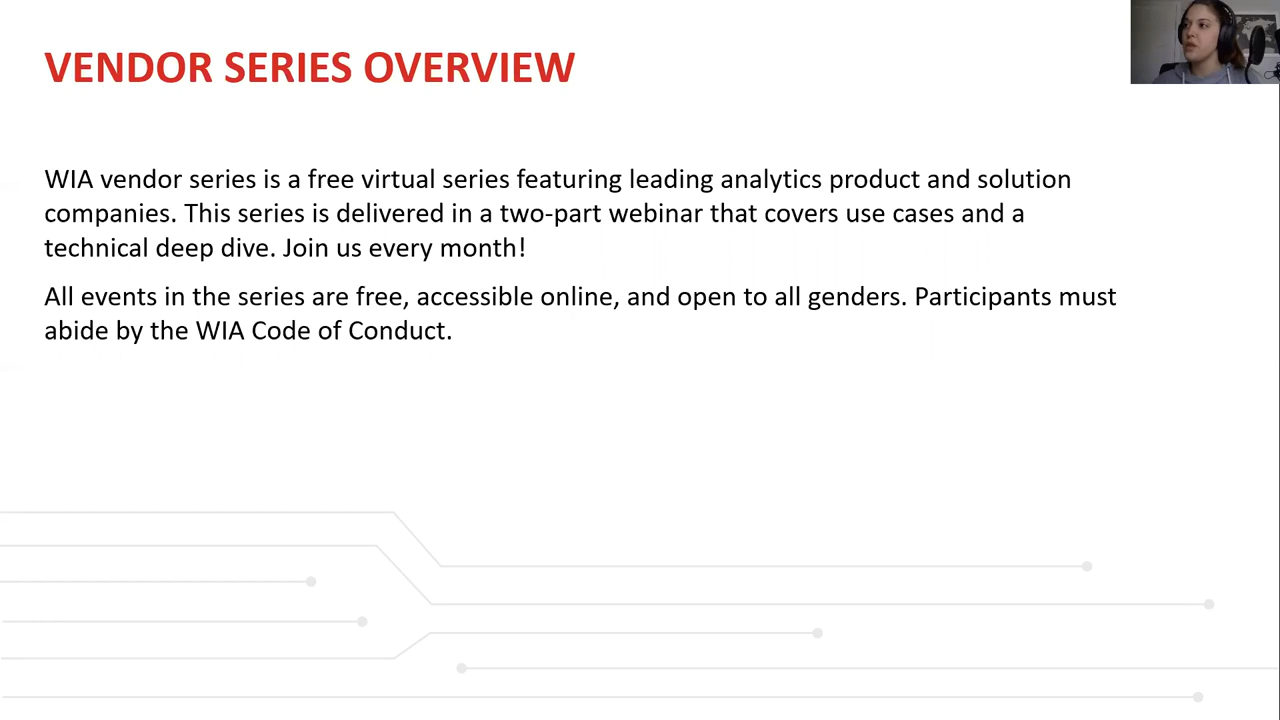 VENDOR SERIES OVERVIEW
WIA vendor series is a free virtual series featuring leading analytics product and solution
companies. This series is delivered in a two-part webinar that covers use cases and a
technical deep dive. Join us every month!
All events in the series are free, accessible online, and open to all genders. Participants must
abide by the WIA Code of Conduct.